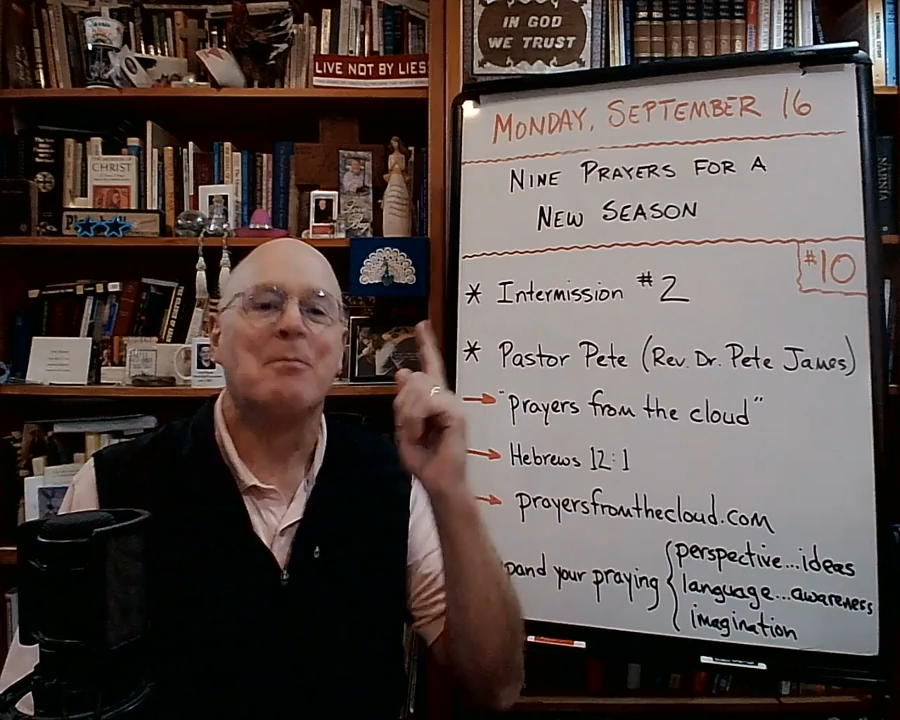 IN GOD
WE TRUST
LIVE NOT BY LIES
CHRIST
NARNIA
MONDAY, SEPTEMBER 16
NINE PRAYERS FOR A
NEW SEASON
#10
* Intermission #2
* Pastor Pete (Rev. Dr. Pete James)
→ "prayers from the cloud"
→ Hebrews 12:1
→ prayersfromthecloud.com
pand your praying { perspective...ideas
language...awareness
imagination